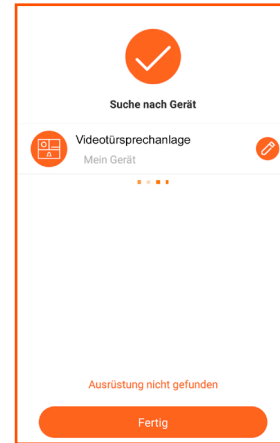 Suche nach Gerät
Videotürsprechanlage
Mein Gerät
Ausrüstung nicht gefunden
Fertig